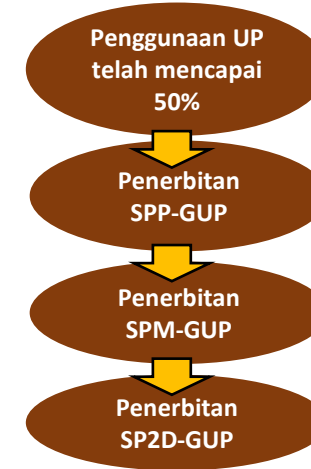 Penggunaan UP
telah mencapai
50%
Penerbitan
SPP-GUP
Penerbitan
SPM-GUP
Penerbitan
SP2D-GUP